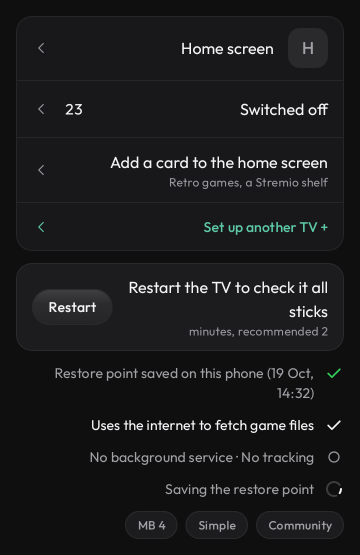 Home screen
H
Switched off
23
Add a card to the home screen
Retro games, a Stremio shelf
Set up another TV +
Restart the TV to check it all
sticks
minutes, recommended 2
Restart
Restore point saved on this phone (19 Oct,
14:32)
Uses the internet to fetch game files
No background service · No tracking
Saving the restore point
MB 4
Simple
Community